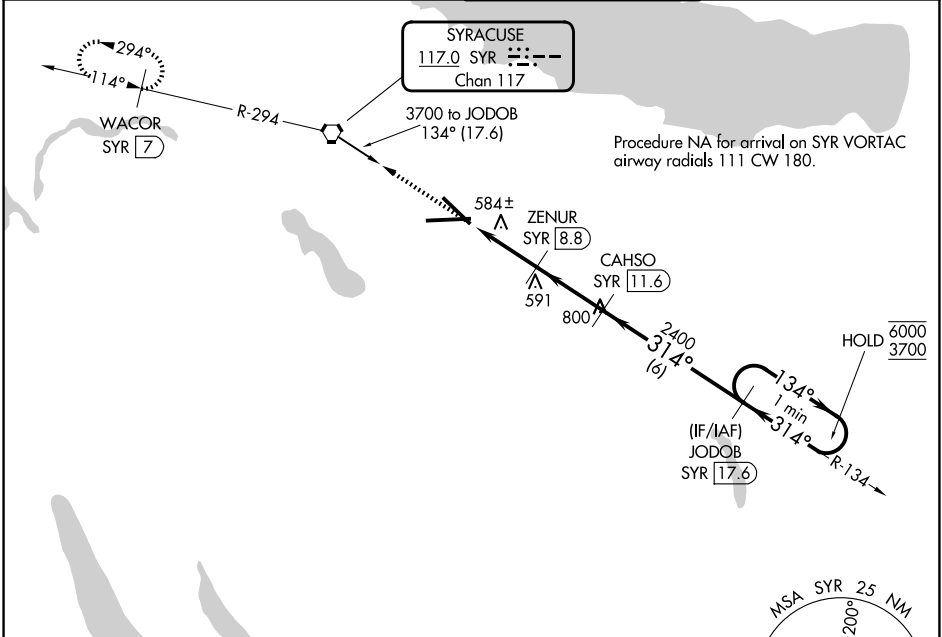 SYRACUSE
117.0 SYR
Chan 117
294°
114°
WACOR
SYR 7
R-294
3700 to JODOB
134° (17.6)
Procedure NA for arrival on SYR VORTAC
airway radials 111 CW 180.
584±
ZENUR
SYR 8.8
591
CAHSO
SYR 11.6
800
2400
314°
(6)
HOLD 6000
3700
134°
1 min
314°
(IF/IAF)
JODOB
SYR 17.6
R-134
MSA SYR 25 NM
200°